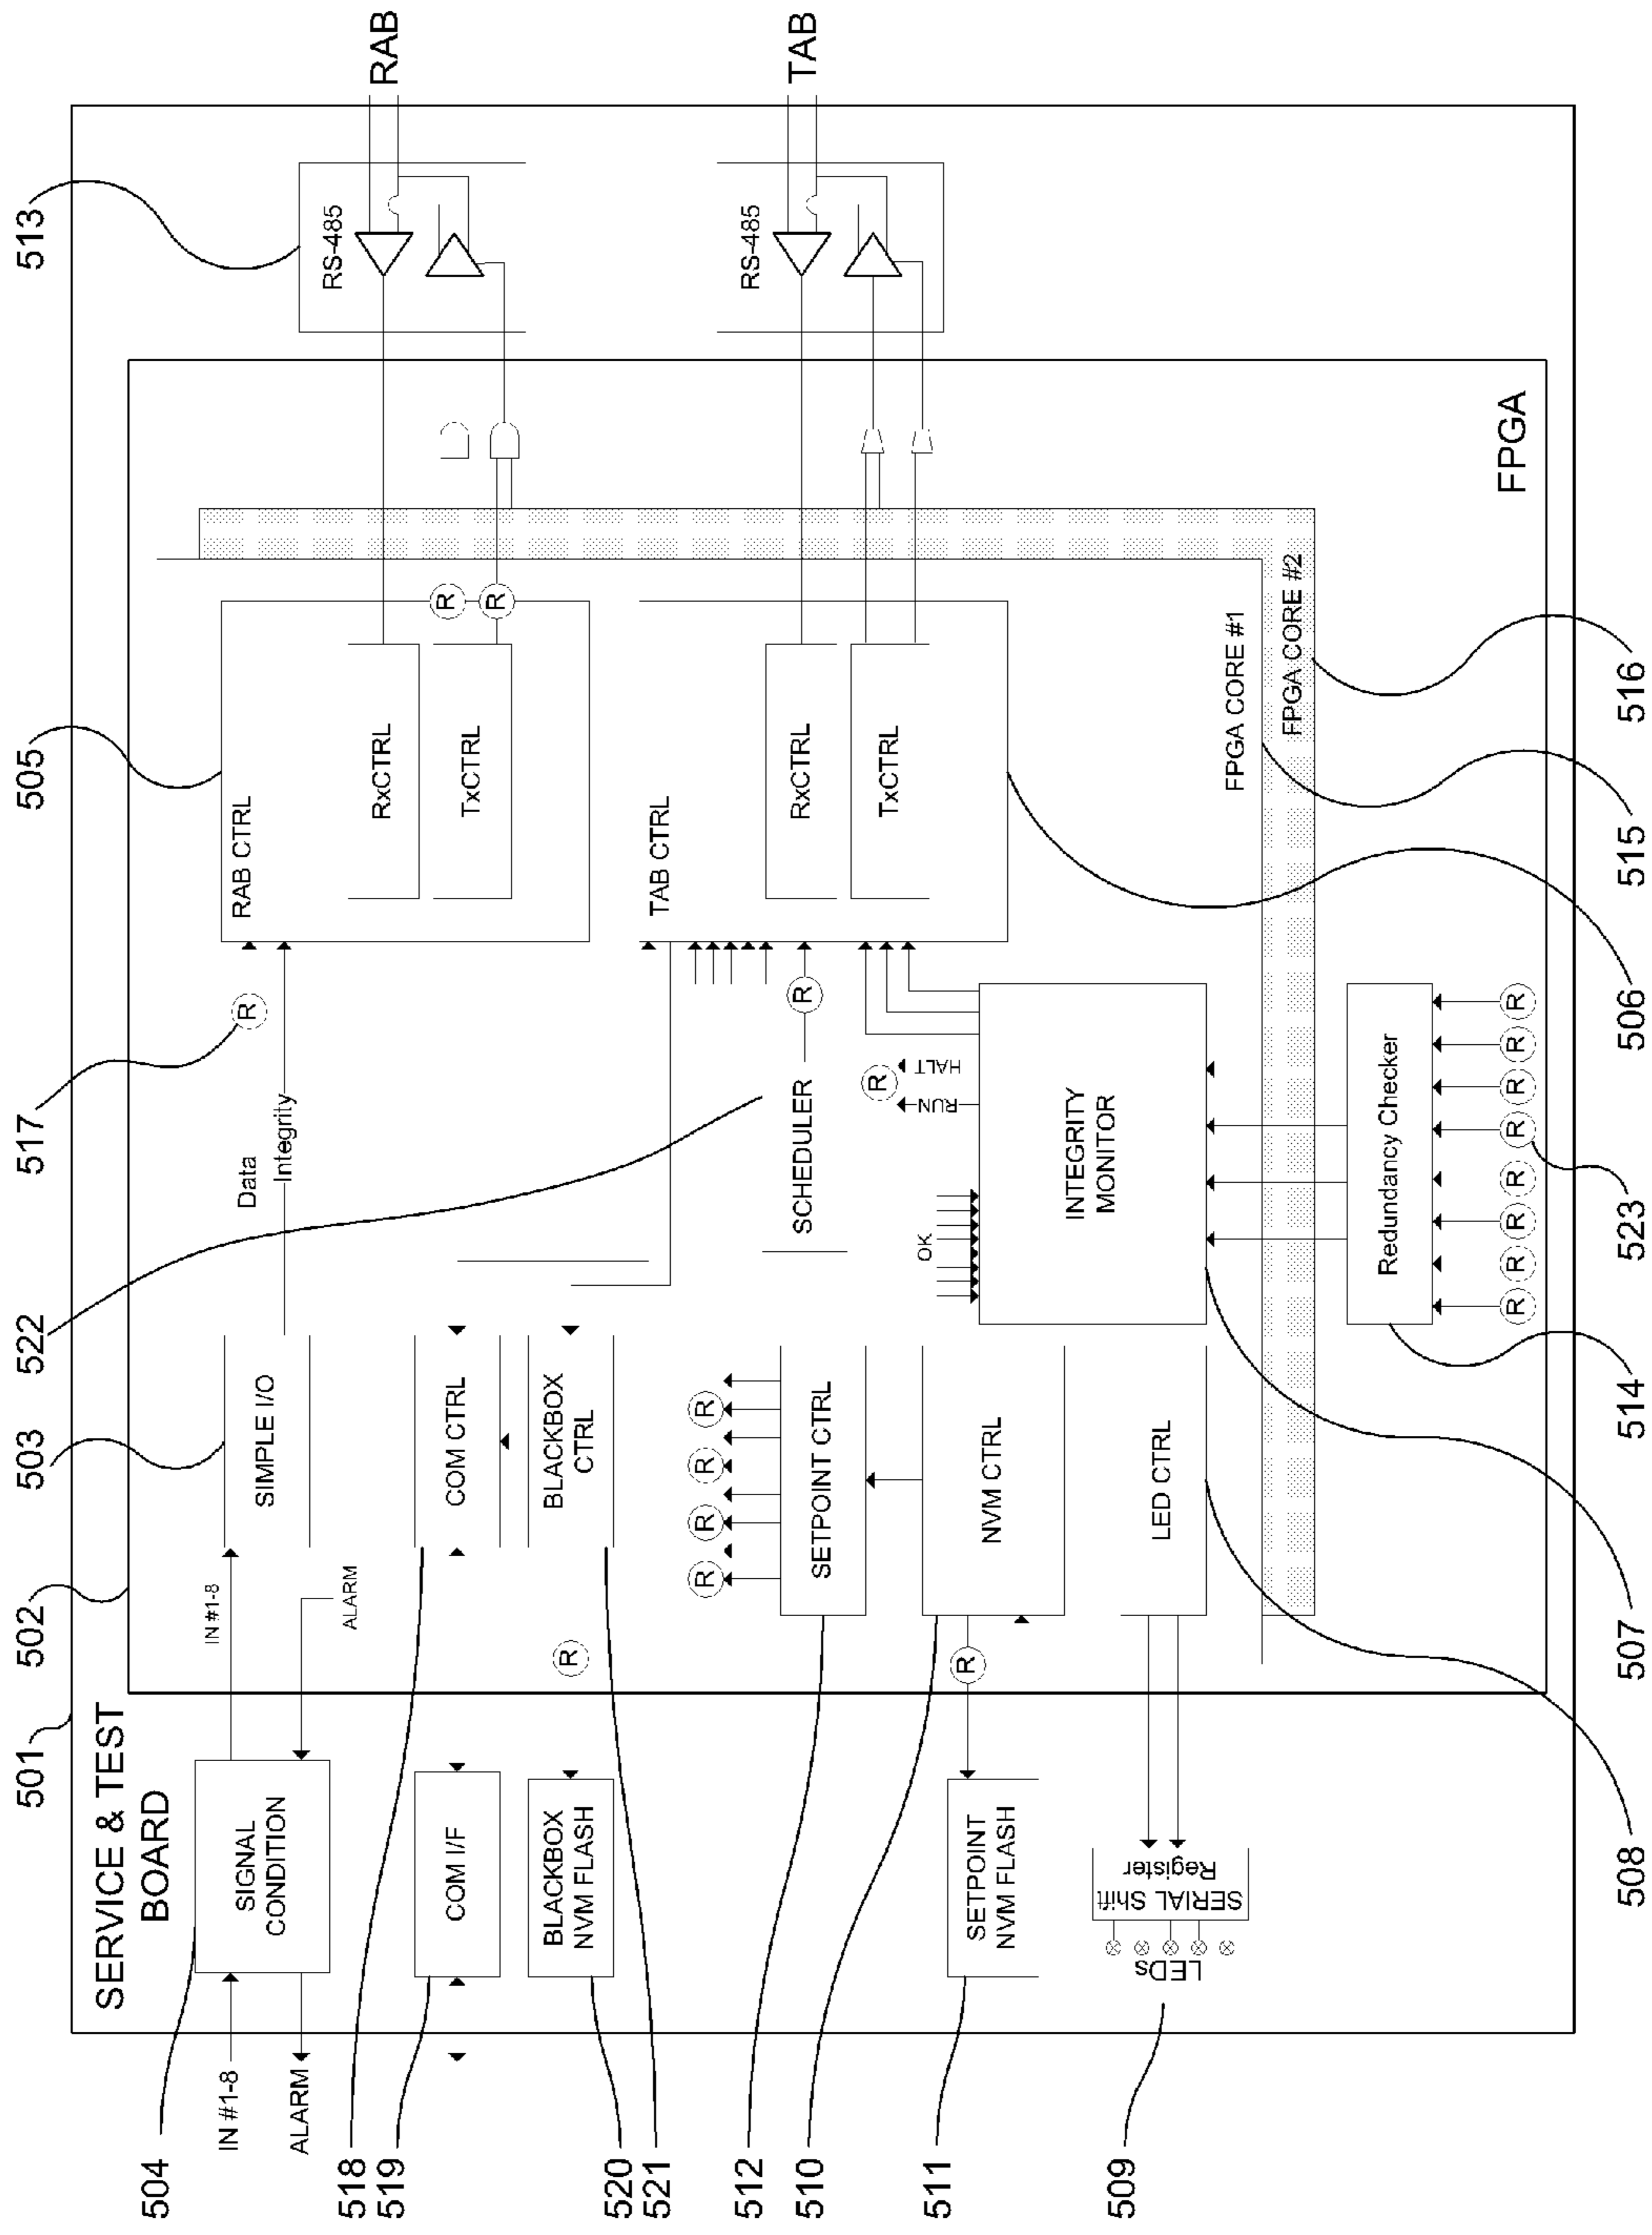 SERVICE & TEST
BOARD
501
502
503
522
517
505
513
504
IN #1-8
ALARM
SIGNAL
CONDITION
IN #1-8
ALARM
SIMPLE I/O
Data
Integrity
R
RAB CTRL
RxCTRL
TxCTRL
R
R
RS-485
RAB
518
519
COM I/F
COM CTRL
520
521
BLACKBOX
NVM FLASH
R
BLACKBOX
CTRL
TAB CTRL
RxCTRL
TxCTRL
RS-485
TAB
512
510
R
R
R
R
SETPOINT CTRL
SCHEDULER
R
511
SETPOINT
NVM FLASH
R
NVM CTRL
OK
RUN
HALT
R
INTEGRITY
MONITOR
509
LEDs
SERIAL Shift
Register
LED CTRL
FPGA CORE #1
FPGA CORE #2
Redundancy Checker
R
R
R
R
R
R
R
R
FPGA
508
507
514
523
506
515
516